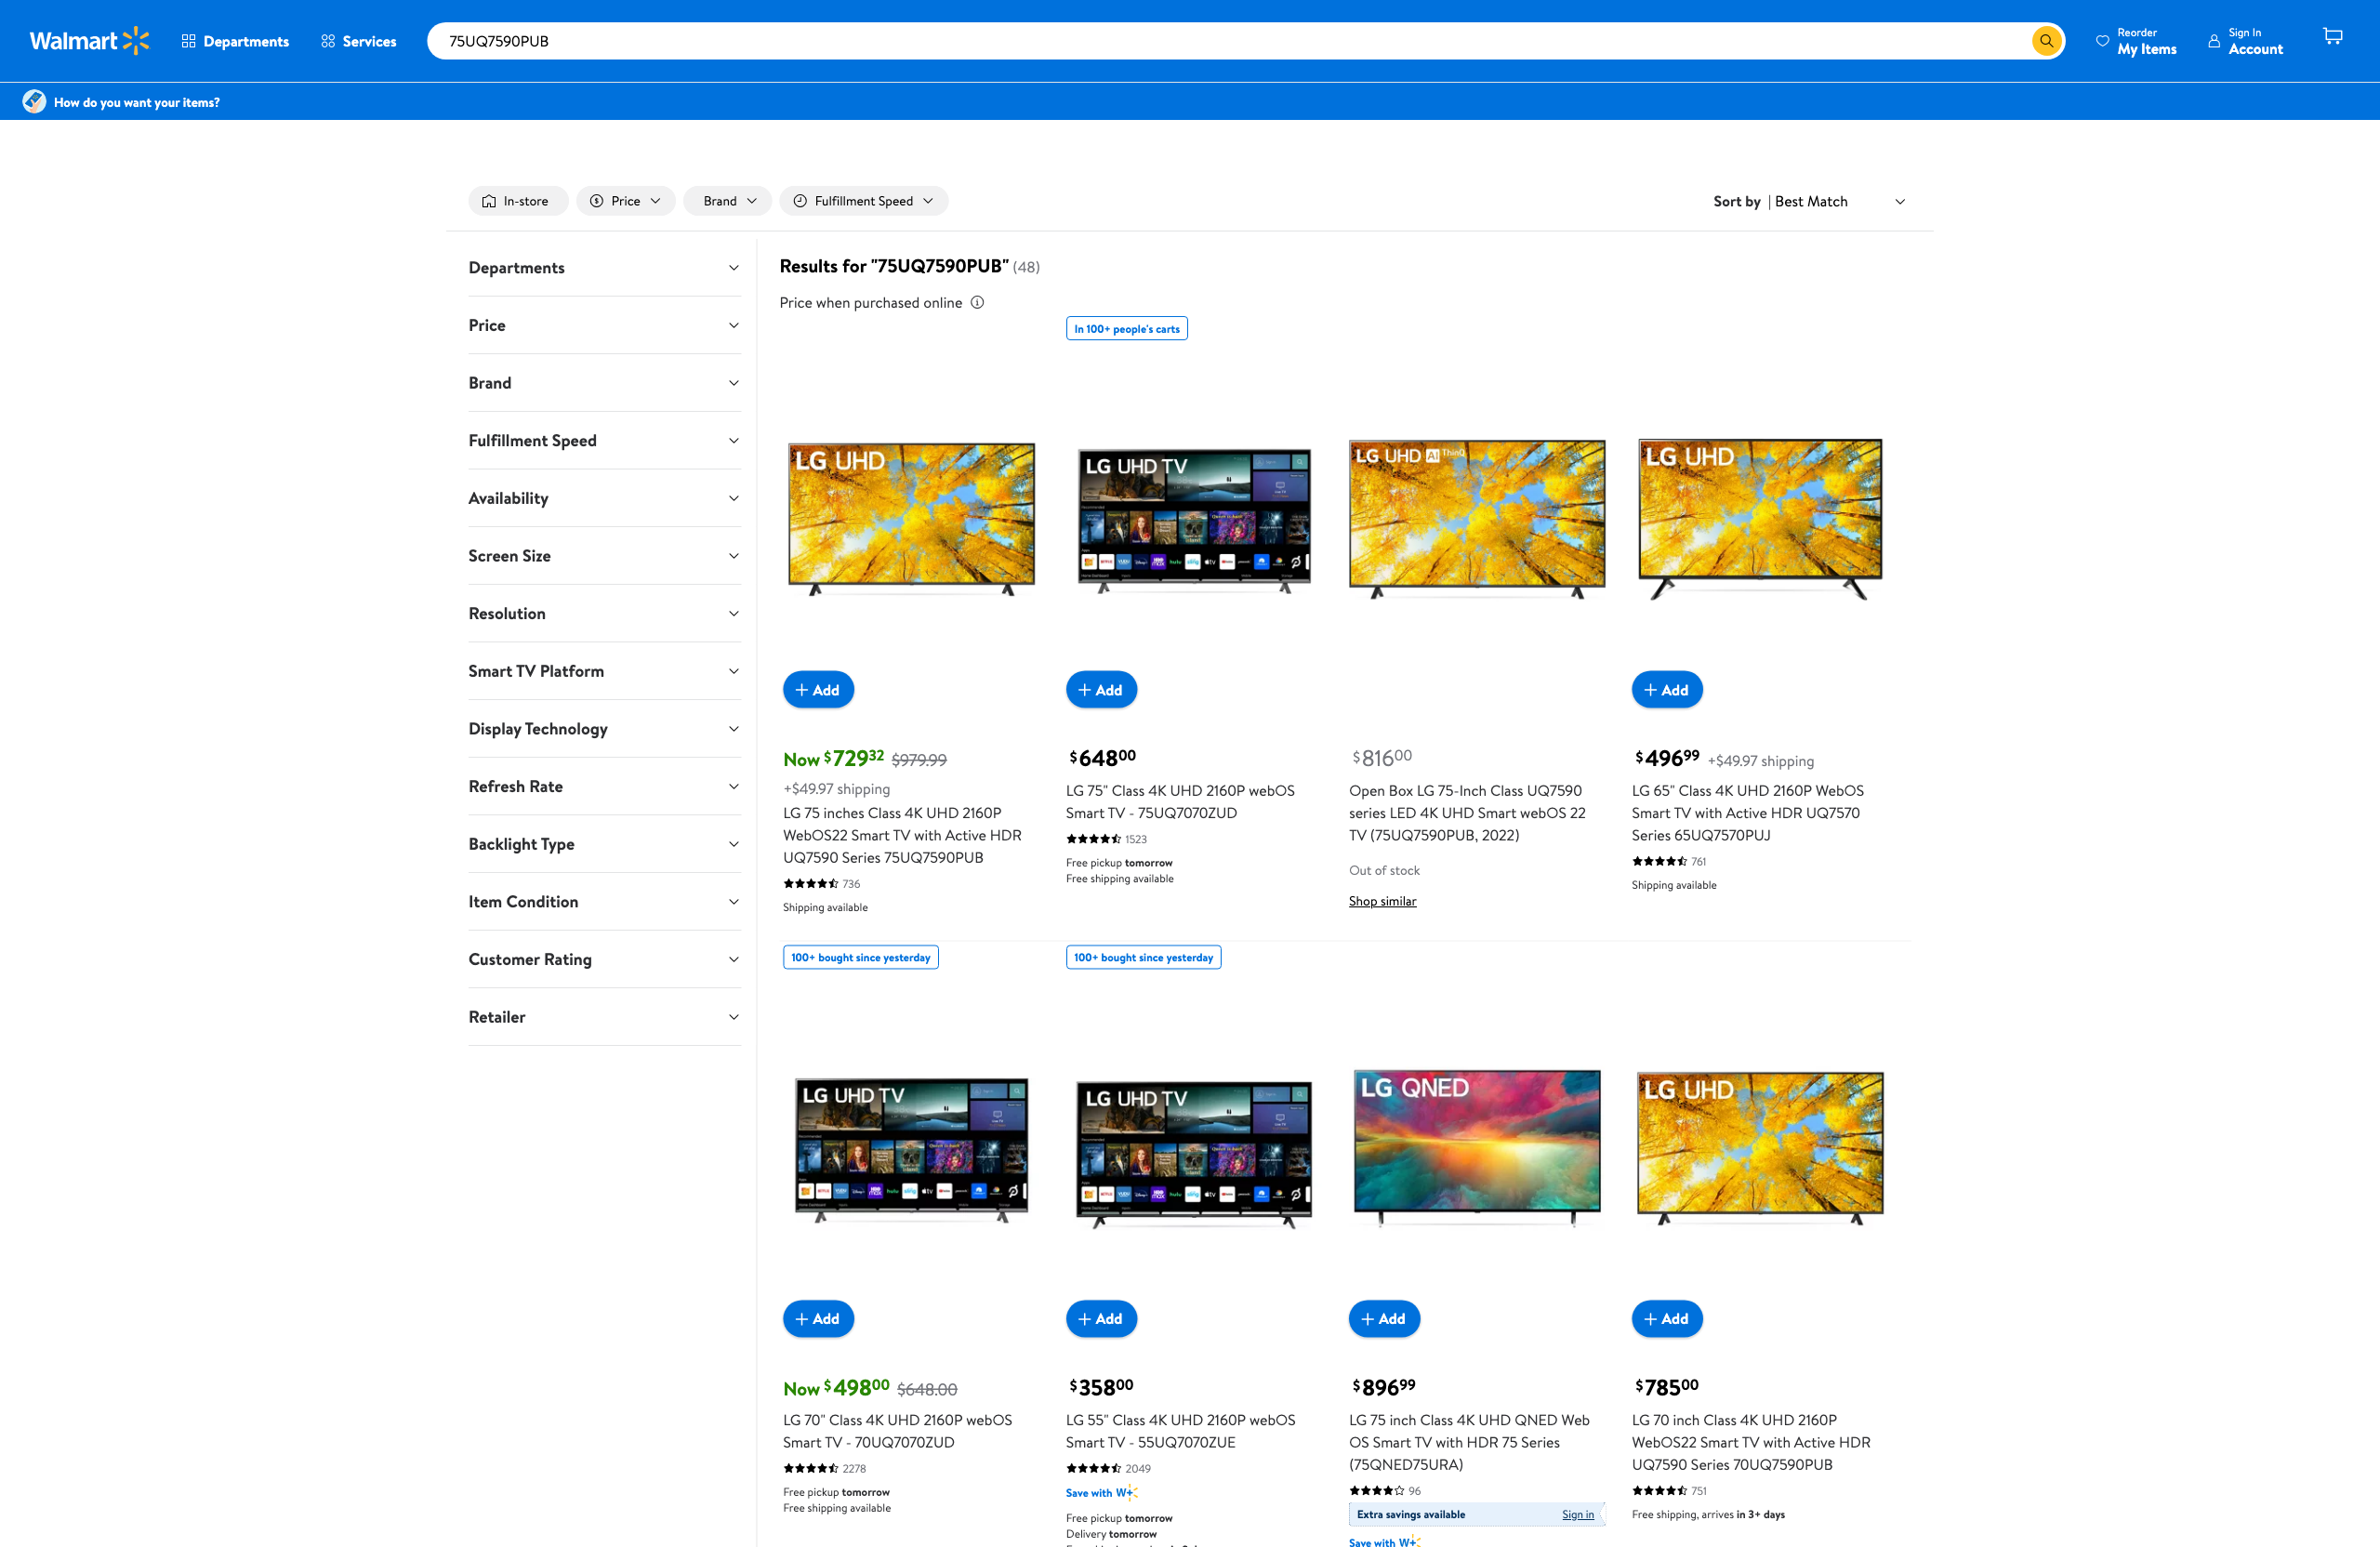 Walmart
Departments
Services
75UQ7590PUB
Reorder
My Items
Sign In
Account
How do you want your items?
In-store
Price
Brand
Fulfillment Speed
Sort by | Best Match
Departments
Price
Brand
Fulfillment Speed
Availability
Screen Size
Resolution
Smart TV Platform
Display Technology
Refresh Rate
Backlight Type
Item Condition
Customer Rating
Retailer
Results for "75UQ7590PUB" (48)
Price when purchased online
In 100+ people's carts
LG UHD
LG UHD TV
LG UHD AI ThinQ
LG UHD
+ Add
+ Add
+ Add
Now $729.32 $979.99
+$49.97 shipping
LG 75 inches Class 4K UHD 2160P
WebOS22 Smart TV with Active HDR
UQ7590 Series 75UQ7590PUB
736
Shipping available
$648.00
LG 75" Class 4K UHD 2160P webOS
Smart TV - 75UQ7070ZUD
1523
Free pickup tomorrow
Free shipping available
$816.00
Open Box LG 75-Inch Class UQ7590
series LED 4K UHD Smart webOS 22
TV (75UQ7590PUB, 2022)
Out of stock
Shop similar
$496.99 +$49.97 shipping
LG 65" Class 4K UHD 2160P WebOS
Smart TV with Active HDR UQ7570
Series 65UQ7570PUJ
761
Shipping available
100+ bought since yesterday
100+ bought since yesterday
LG UHD TV
LG UHD TV
LG QNED
LG UHD
+ Add
+ Add
+ Add
+ Add
Now $498.00 $648.00
LG 70" Class 4K UHD 2160P webOS
Smart TV - 70UQ7070ZUD
2278
Free pickup tomorrow
Free shipping available
$358.00
LG 55" Class 4K UHD 2160P webOS
Smart TV - 55UQ7070ZUE
2049
Save with W+
Free pickup tomorrow
Delivery tomorrow
$896.99
LG 75 inch Class 4K UHD QNED Web
OS Smart TV with HDR 75 Series
(75QNED75URA)
96
Extra savings available Sign in
Save with W+
$785.00
LG 70 inch Class 4K UHD 2160P
WebOS22 Smart TV with Active HDR
UQ7590 Series 70UQ7590PUB
751
Free shipping, arrives in 3+ days